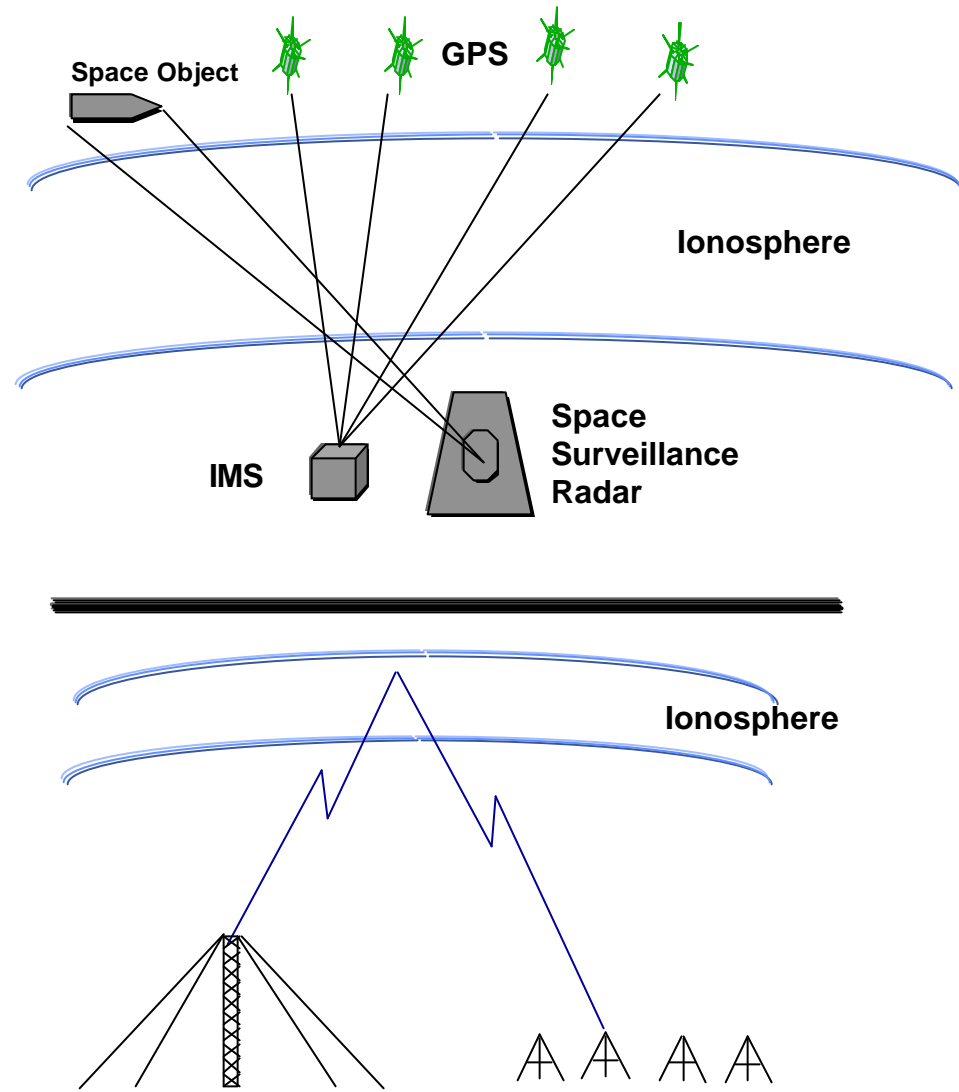 GPS
Space Object
Ionosphere
Space
Surveillance
Radar
IMS
Ionosphere